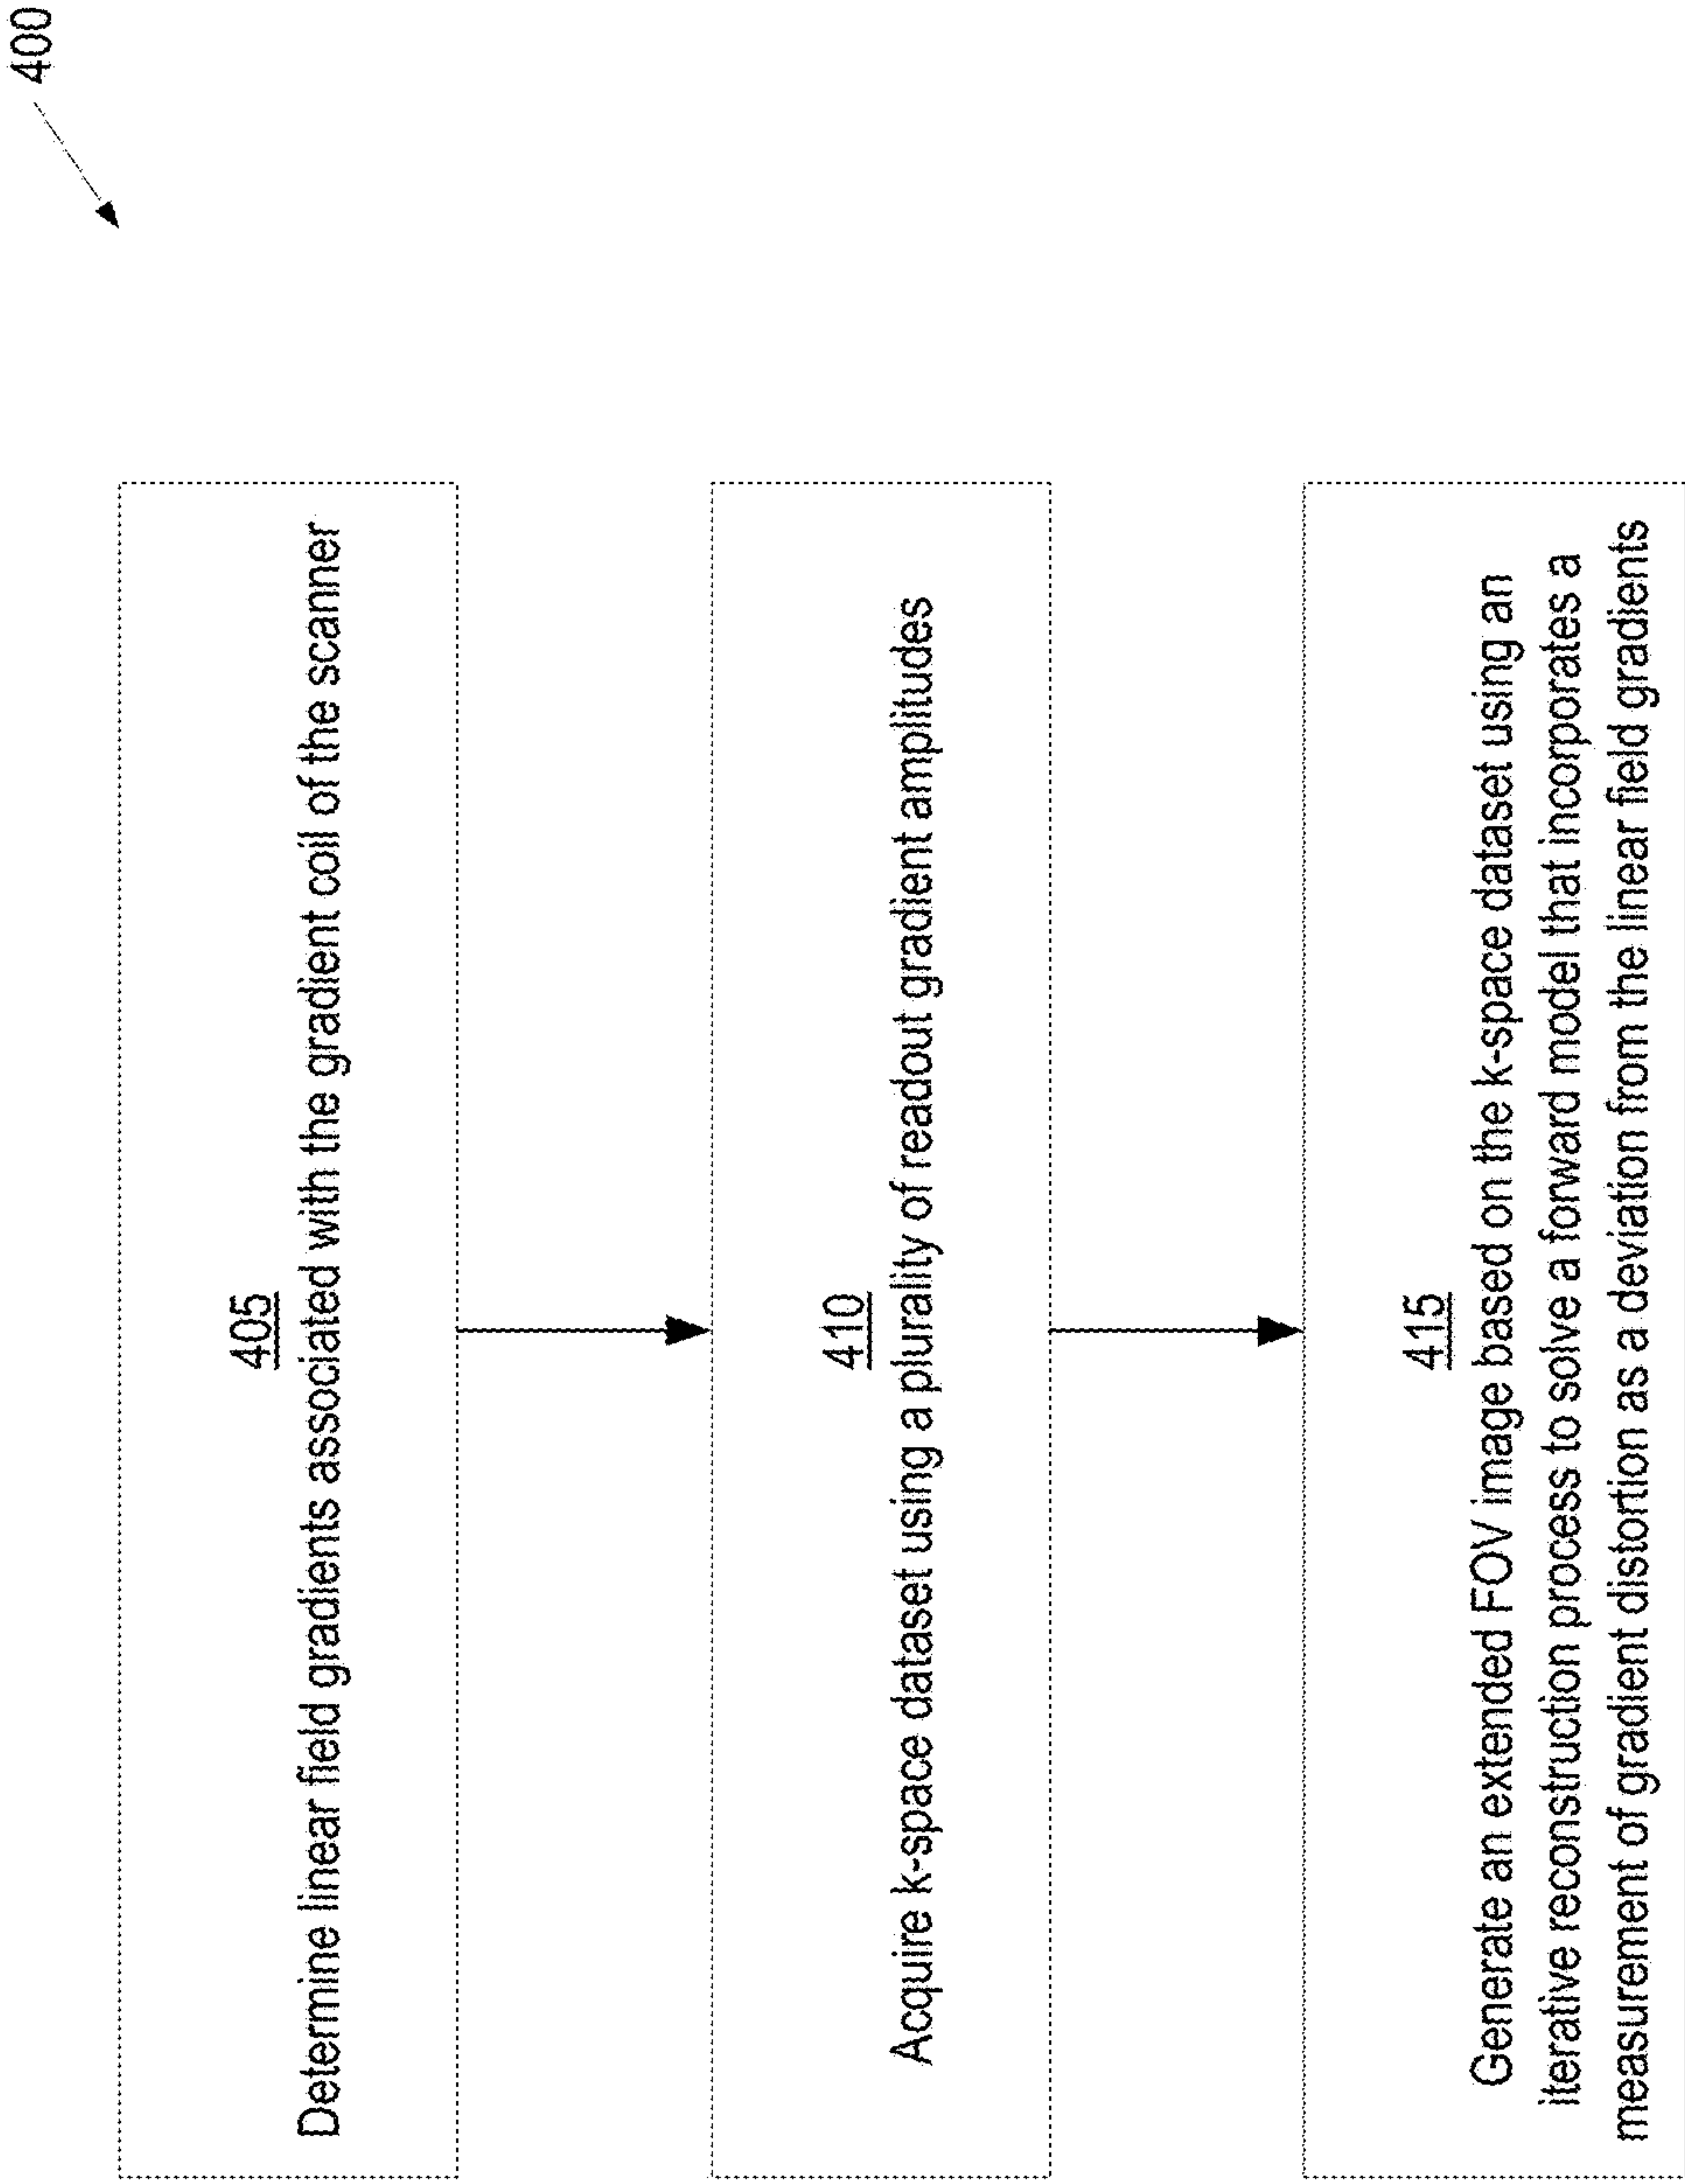 400
405
Determine linear field gradients associated with the gradient coil of the scanner
410
Acquire k-space dataset using a plurality of readout gradient amplitudes
415
Generate an extended FOV image based on the k-space dataset using an
iterative reconstruction process to solve a forward model that incorporates a
measurement of gradient distortion as a deviation from the linear field gradients